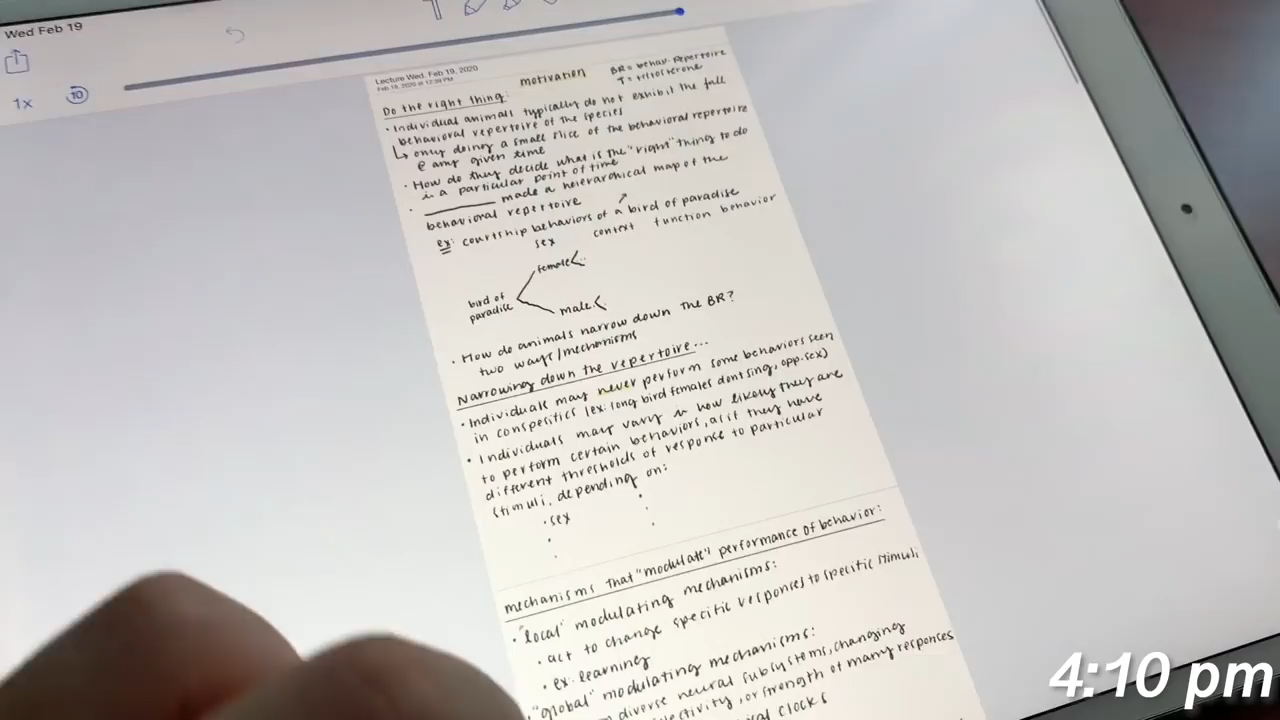 Wed Feb 19
1x
10
Lecture Wed. Feb 19, 2020
Feb 19, 2020 at 12:39 PM
motivation
BR = behav. repertoire
T = testosterone
Do the right thing:
• Individual animals typically do not exhibit the full
behavioral repertoire of the species
↳ only doing a small slice of the behavioral repertoire
@ any given time
• How do they decide what is the "right" thing to do
in a particular point of time
• ________ made a heierarchical map of the
behavioral repertoire
ex: courtship behaviors of a bird of paradise
sex context function behavior
female
bird of
paradise
male
• How do animals narrow down the BR?
two ways/mechanisms
Narrowing down the repertoire...
• Individuals may never perform some behaviors seen
in conspecifics (ex: long bird females dont sing, opp. sex)
• Individuals may vary in how likely they are
to perform certain behaviors, as if they have
different thresholds of response to particular
stimuli, depending on:
• sex
mechanisms that "modulate" performance of behavior:
• "local" modulating mechanisms:
• act to change specific responses to specific stimuli
• ex: learning
• "global" modulating mechanisms:
diverse neural subsystems, changing
, or strength of many responses
clocks
4:10 pm